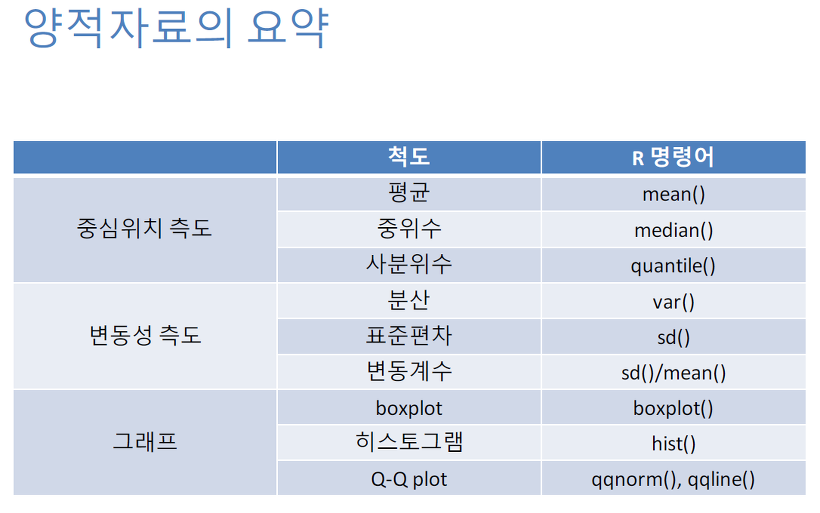 양적자료의 요약
척도 R 명령어
중심위치 측도
평균 mean()
중위수 median()
사분위수 quantile()
변동성 측도
분산 var()
표준편차 sd()
변동계수 sd()/mean()
그래프
boxplot boxplot()
히스토그램 hist()
Q-Q plot qqnorm(), qqline()